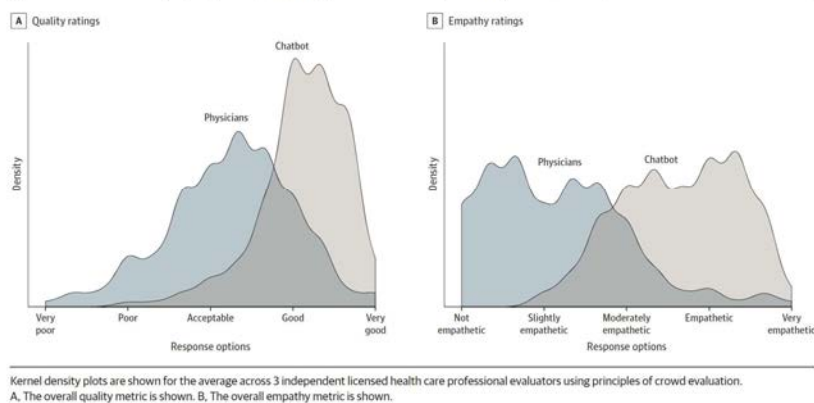 A Quality ratings
Chatbot
Physicians
Density
Very poor
Poor
Acceptable
Good
Very good
Response options
B Empathy ratings
Physicians
Chatbot
Density
Not empathetic
Slightly empathetic
Moderately empathetic
Empathetic
Very empathetic
Response options
Kernel density plots are shown for the average across 3 independent licensed health care professional evaluators using principles of crowd evaluation.
A, The overall quality metric is shown. B, The overall empathy metric is shown.